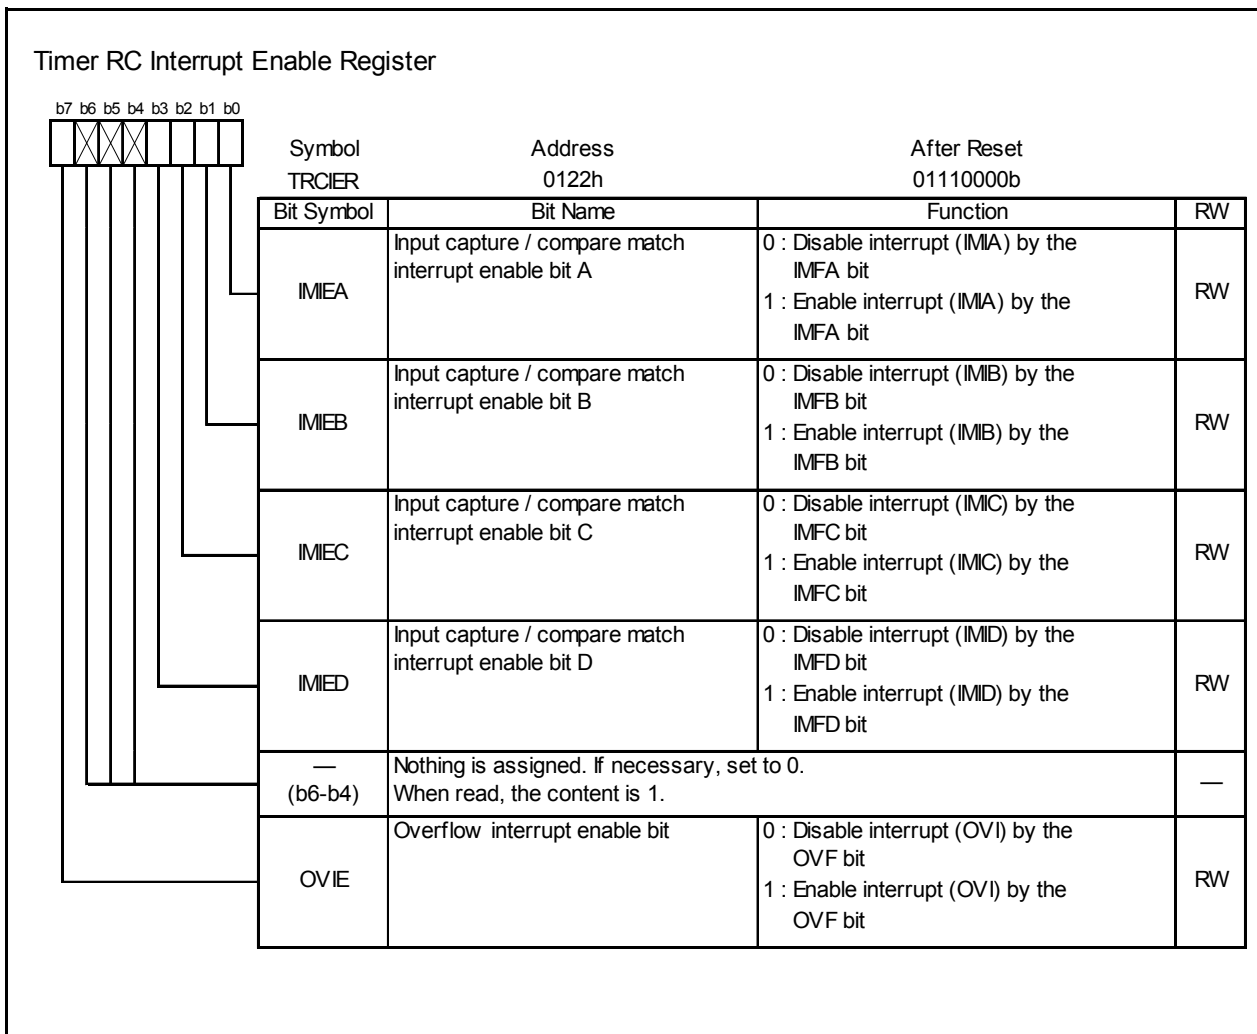 Timer RC Interrupt Enable Register
b7 b6 b5 b4 b3 b2 b1 b0
Symbol Address After Reset
TRCIER 0122h 01110000b
Bit Symbol Bit Name Function RW
IMIEA
Input capture / compare match
interrupt enable bit A
0 : Disable interrupt (IMIA) by the
IMFA bit
1 : Enable interrupt (IMIA) by the
IMFA bit
RW
IMIEB
Input capture / compare match
interrupt enable bit B
0 : Disable interrupt (IMIB) by the
IMFB bit
1 : Enable interrupt (IMIB) by the
IMFB bit
RW
IMIEC
Input capture / compare match
interrupt enable bit C
0 : Disable interrupt (IMIC) by the
IMFC bit
1 : Enable interrupt (IMIC) by the
IMFC bit
RW
IMIED
Input capture / compare match
interrupt enable bit D
0 : Disable interrupt (IMID) by the
IMFD bit
1 : Enable interrupt (IMID) by the
IMFD bit
RW
—
(b6-b4)
Nothing is assigned. If necessary, set to 0.
When read, the content is 1.
—
OVIE
Overflow interrupt enable bit
0 : Disable interrupt (OVI) by the
OVF bit
1 : Enable interrupt (OVI) by the
OVF bit
RW